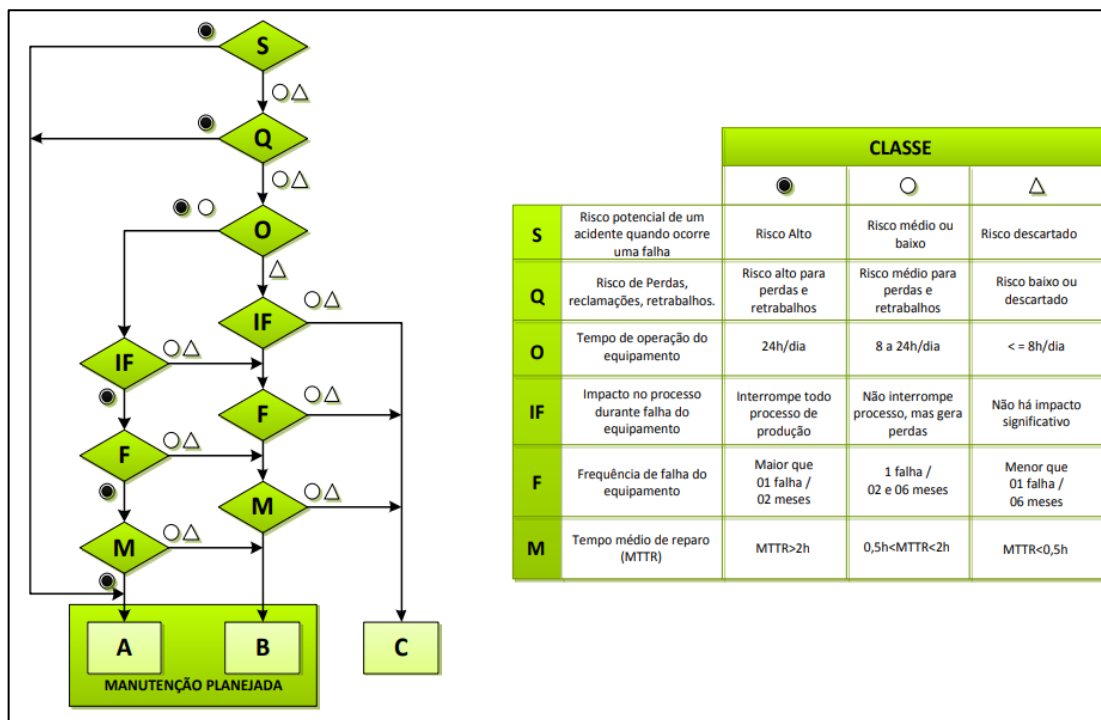 S
Q
O
IF
IF
F
F
M
M
A
B
C
MANUTENÇÃO PLANEJADA
CLASSE
S
Risco potencial de um
acidente quando ocorre
uma falha
Risco Alto
Risco médio ou
baixo
Risco descartado
Q
Risco de Perdas,
reclamações, retrabalhos.
Risco alto para
perdas e
retrabalhos
Risco médio para
perdas e
retrabalhos
Risco baixo ou
descartado
O
Tempo de operação do
equipamento
24h/dia
8 a 24h/dia
< = 8h/dia
IF
Impacto no processo
durante falha do
equipamento
Interrompe todo
processo de
produção
Não interrompe
processo, mas gera
perdas
Não há impacto
significativo
F
Frequência de falha do
equipamento
Maior que
01 falha /
02 meses
1 falha /
02 e 06 meses
Menor que
01 falha /
06 meses
M
Tempo médio de reparo
(MTTR)
MTTR>2h
0,5h<MTTR<2h
MTTR<0,5h